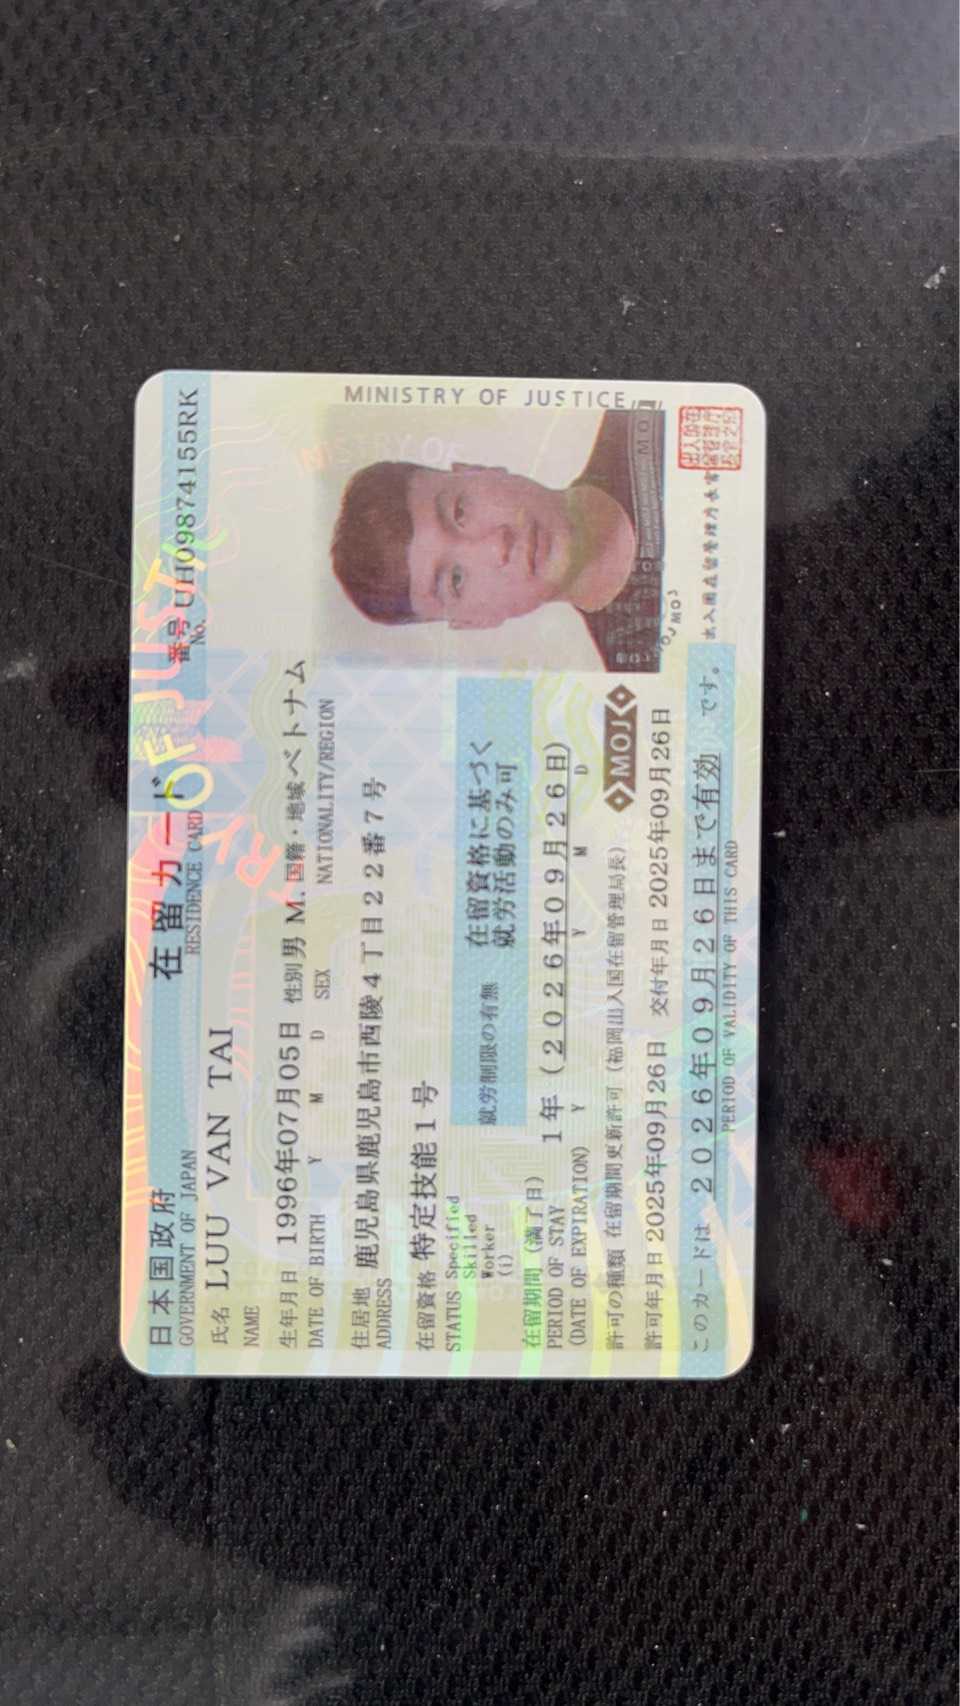 日本国政府 在留カード 番号 UH09874155RK
GOVERNMENT OF JAPAN RESIDENCE CARD No.
氏名 LUU VAN TAI
NAME
生年月日 1996年07月05日 性別 男 M. 国籍・地域 ベトナム
DATE OF BIRTH Y M D SEX NATIONALITY/REGION
住居地 鹿児島県鹿児島市西陵4丁目22番7号
ADDRESS
在留資格 特定技能1号
STATUS Specified
Skilled
Worker
(i)
就労制限の有無 在留資格に基づく
就労活動のみ可
在留期間（満了日） 1年（2026年09月26日）
PERIOD OF STAY
(DATE OF EXPIRATION) Y Y M D
許可の種類 在留期間更新許可（福岡出入国在留管理局長）
許可年月日 2025年09月26日 交付年月日 2025年09月26日
このカードは 2026年09月26日まで有効 です。
PERIOD OF VALIDITY OF THIS CARD
MINISTRY OF JUSTICE
MOJ
出入国在留管理庁長官